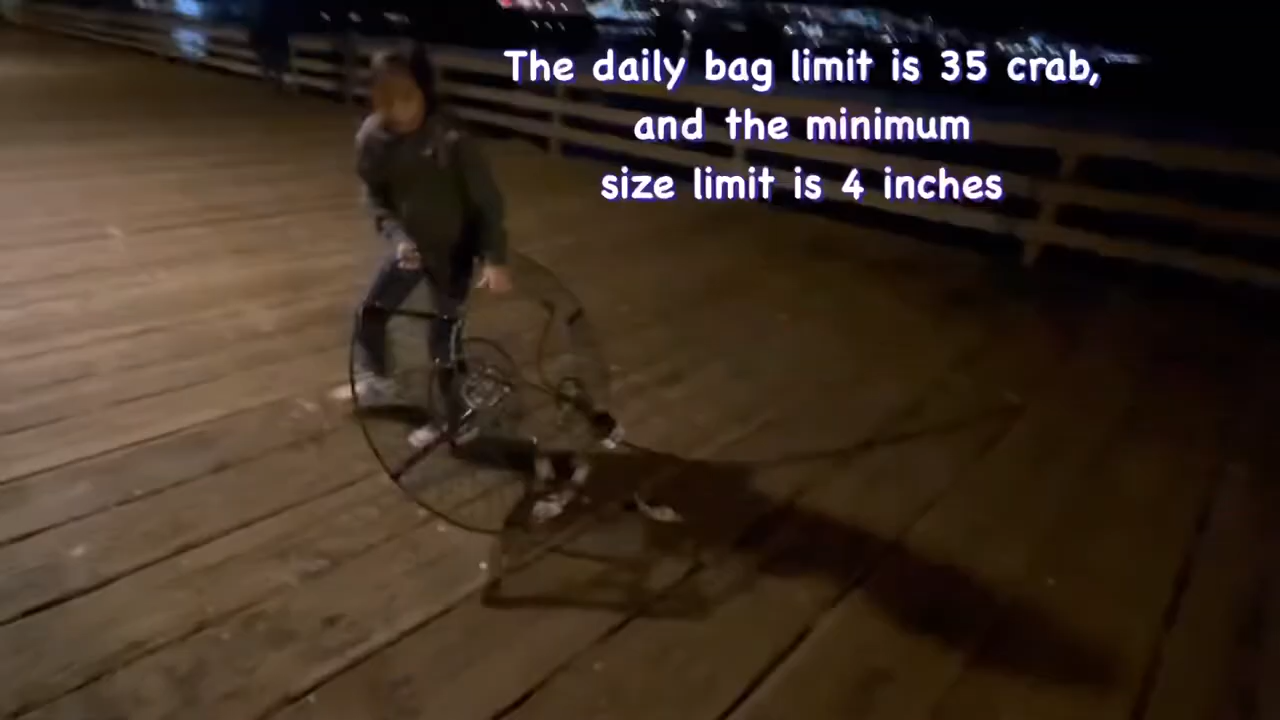 The daily bag limit is 35 crab,
and the minimum
size limit is 4 inches